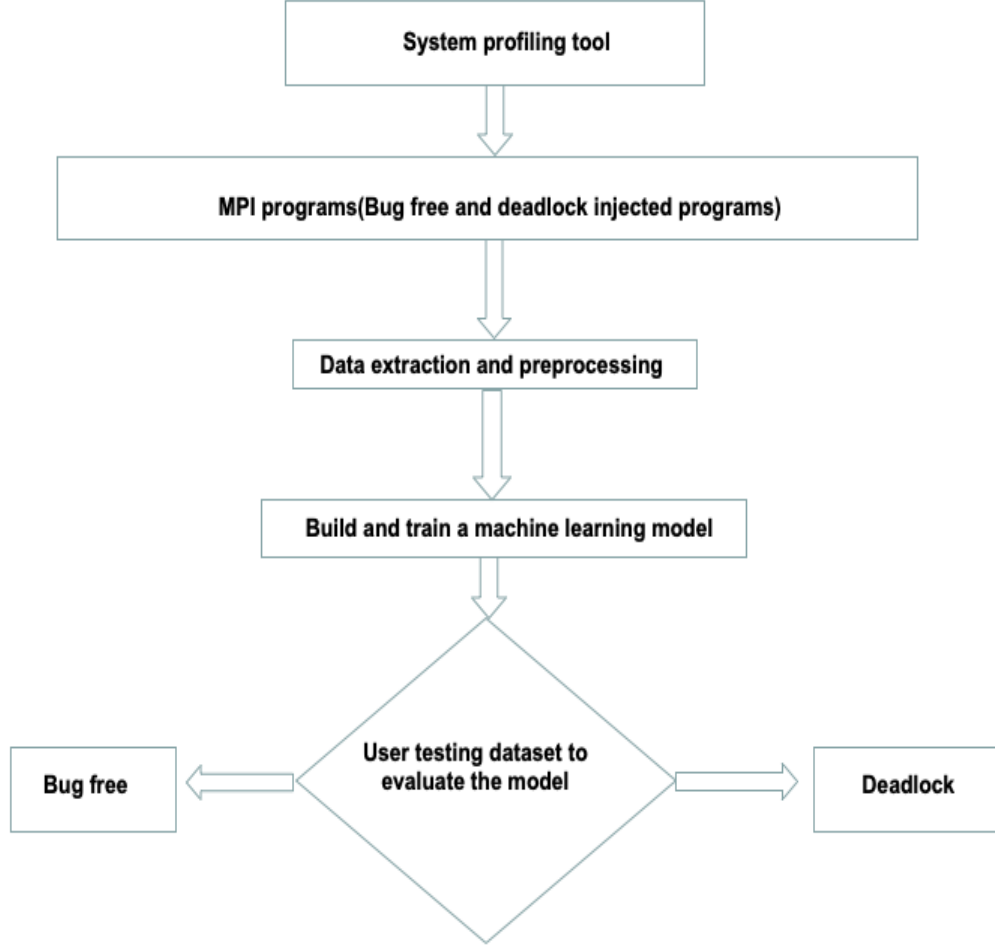 System profiling tool
MPI programs(Bug free and deadlock injected programs)
Data extraction and preprocessing
Build and train a machine learning model
User testing dataset to
evaluate the model
Bug free
Deadlock